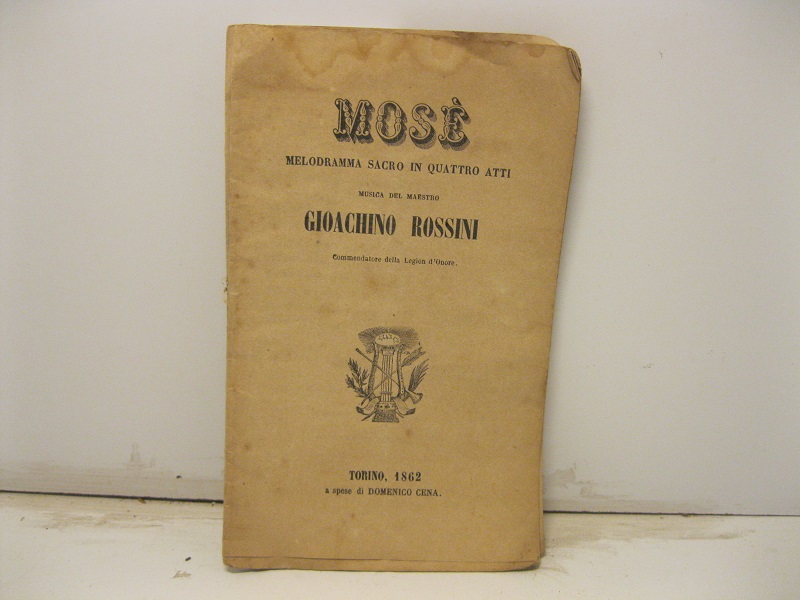 MOSÈ
MELODRAMMA SACRO IN QUATTRO ATTI
MUSICA DEL MAESTRO
GIOACHINO ROSSINI
Commendatore della Legion d'Onore.
TORINO, 1862
a spese di DOMENICO CENA.